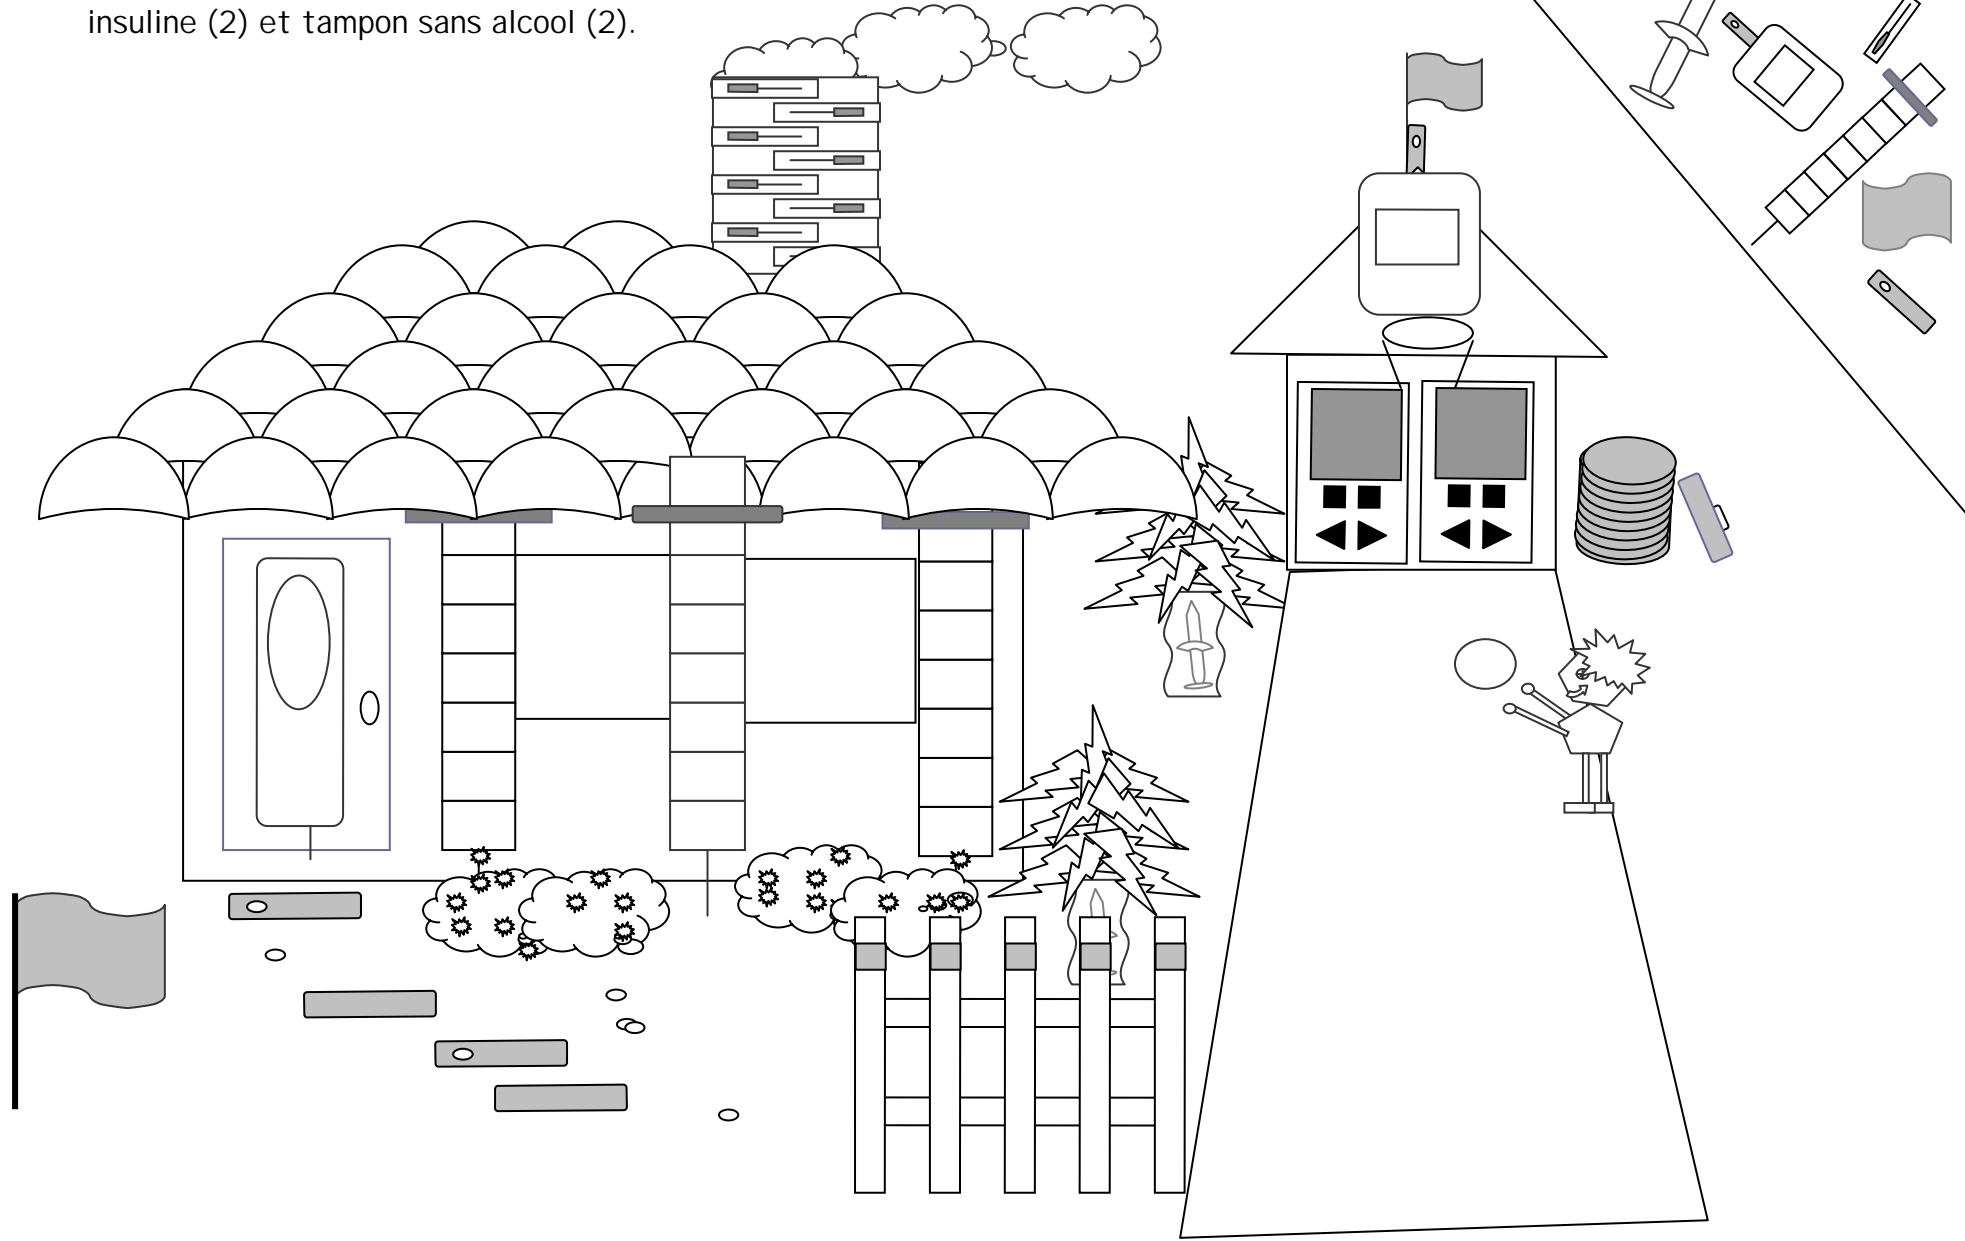 insuline (2) et tampon sans alcool (2).